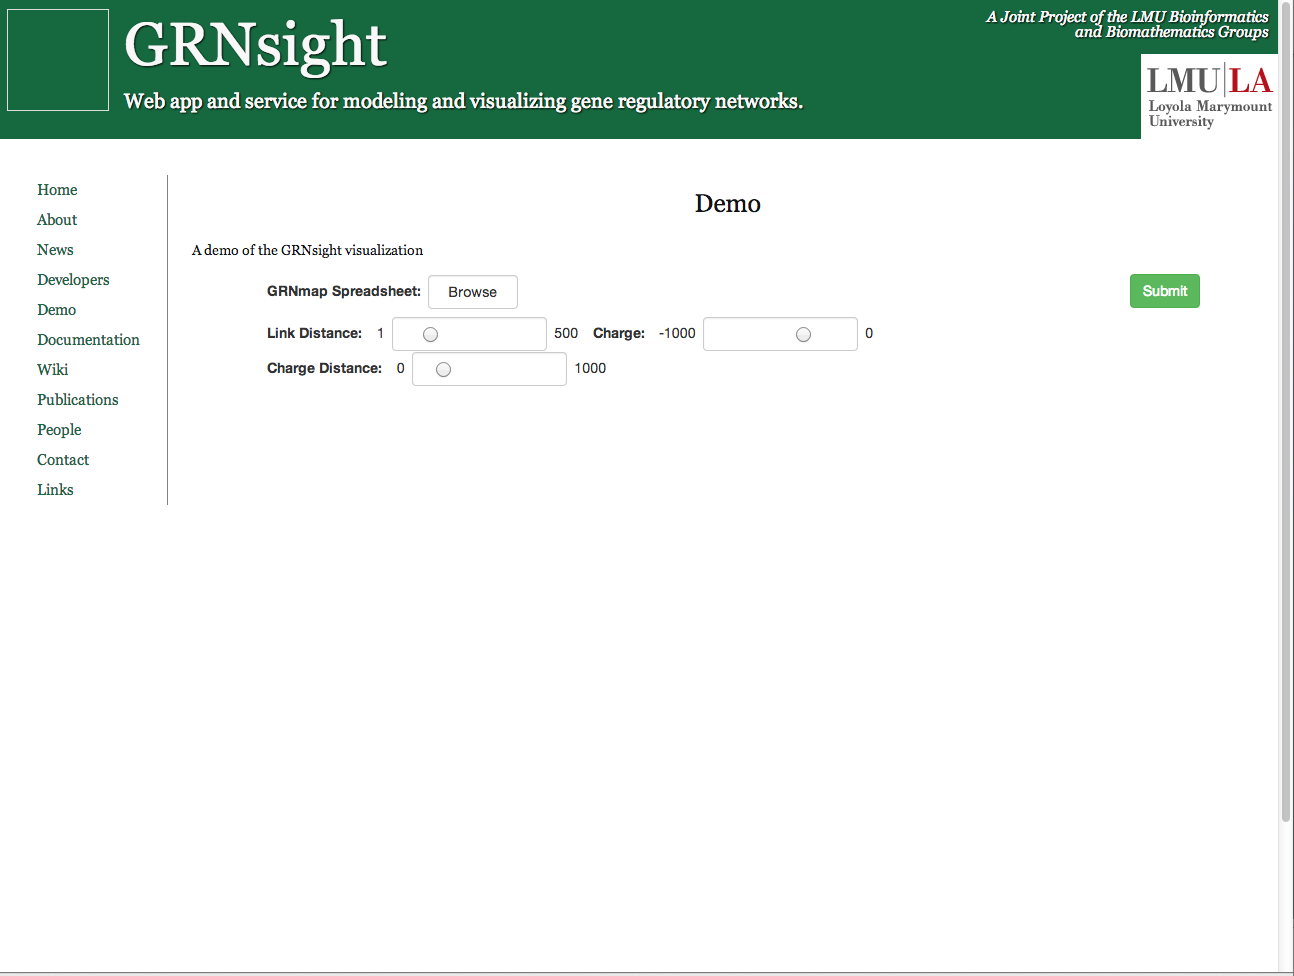 GRNsight
Web app and service for modeling and visualizing gene regulatory networks.
A Joint Project of the LMU Bioinformatics
and Biomathematics Groups
LMU|LA
Loyola Marymount
University
Home
About
News
Developers
Demo
Documentation
Wiki
Publications
People
Contact
Links
Demo
A demo of the GRNsight visualization
GRNmap Spreadsheet: Browse Submit
Link Distance: 1 500 Charge: -1000 0
Charge Distance: 0 1000